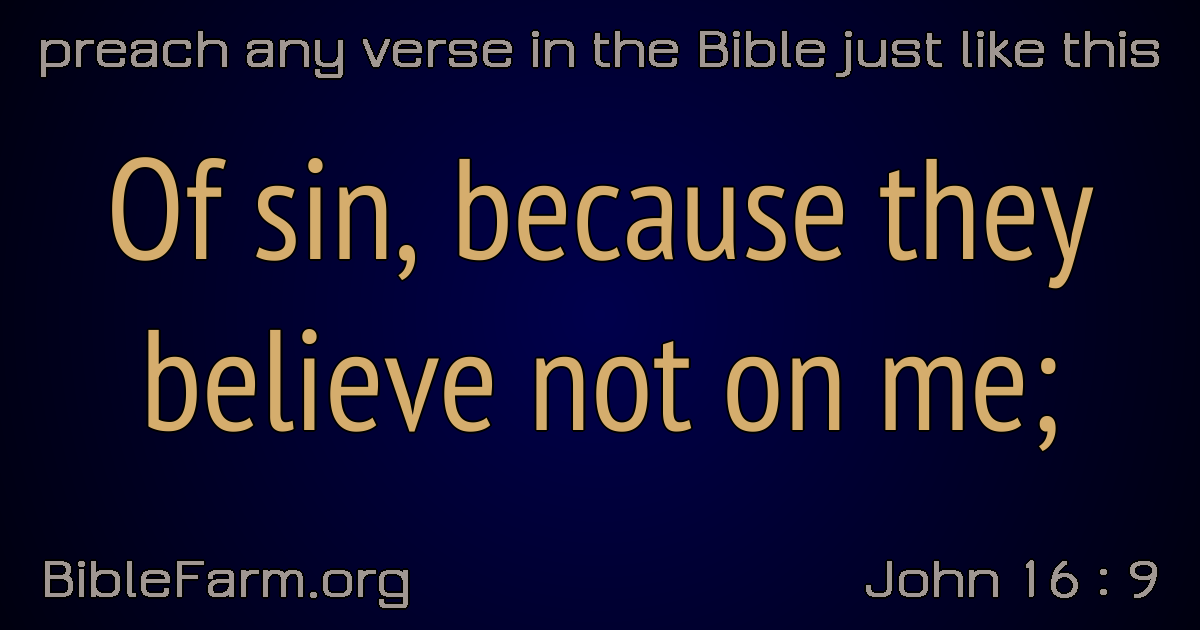 preach any verse in the Bible just like this
Of sin, because they
believe not on me;
BibleFarm.org
John 16 : 9